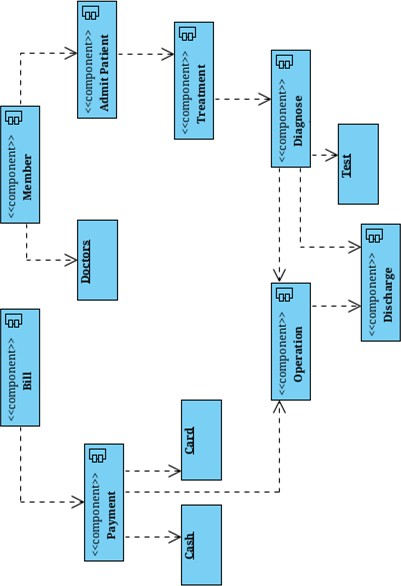 <<component>>
Admit Patient
<<component>>
Treatment
<<component>>
Diagnose
<<component>>
Member
Test
Doctors
<<component>>
Discharge
<<component>>
Bill
<<component>>
Operation
Card
<<component>>
Payment
Cash